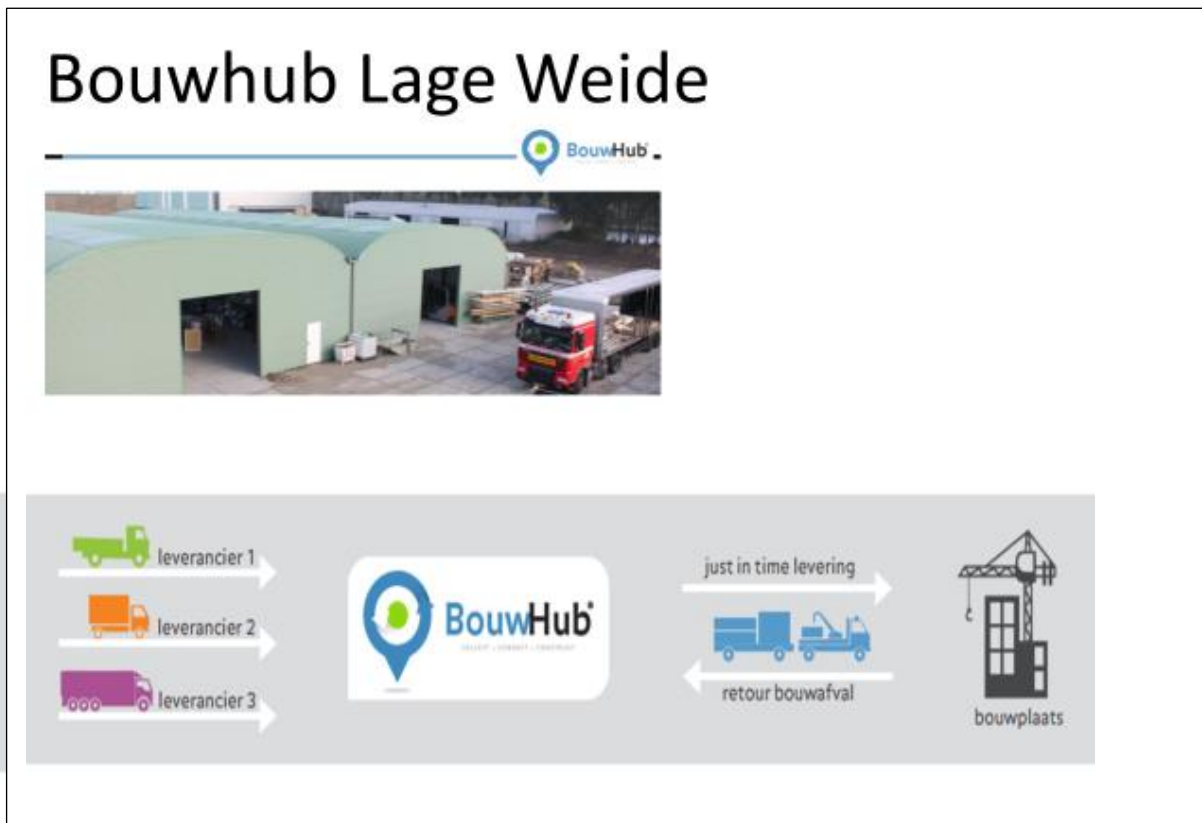 Bouwhub Lage Weide
BouwHub
leverancier 1
leverancier 2
leverancier 3
BouwHub
just in time levering
retour bouwafval
bouwplaats